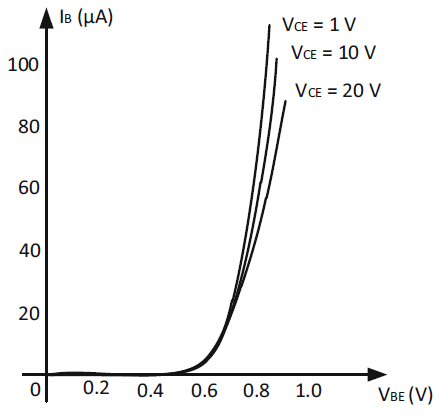 IB (μA)
VCE = 1 V
VCE = 10 V
VCE = 20 V
100
80
60
40
20
0 0.2 0.4 0.6 0.8 1.0 VBE (V)